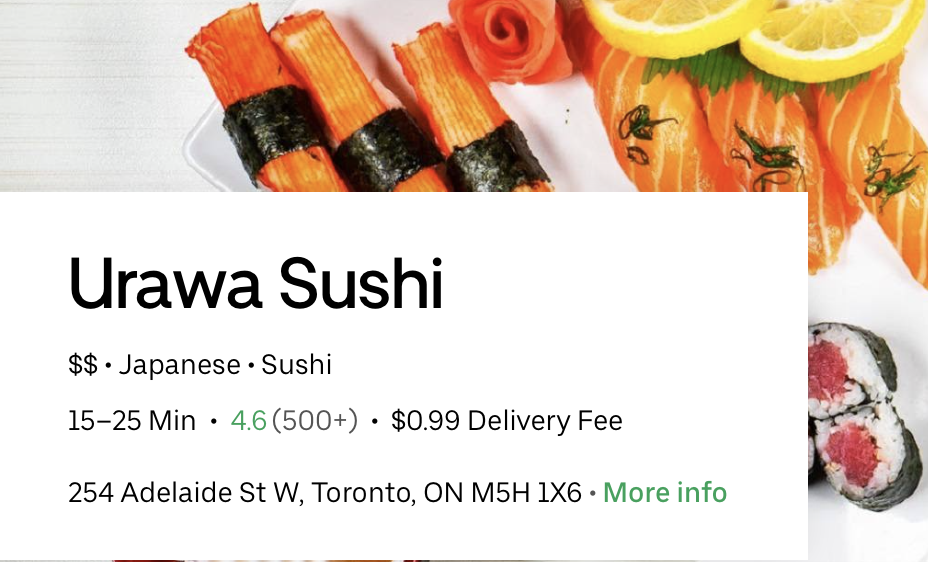 Urawa Sushi
$$ • Japanese • Sushi
15–25 Min • 4.6 (500+) • $0.99 Delivery Fee
254 Adelaide St W, Toronto, ON M5H 1X6 • More info